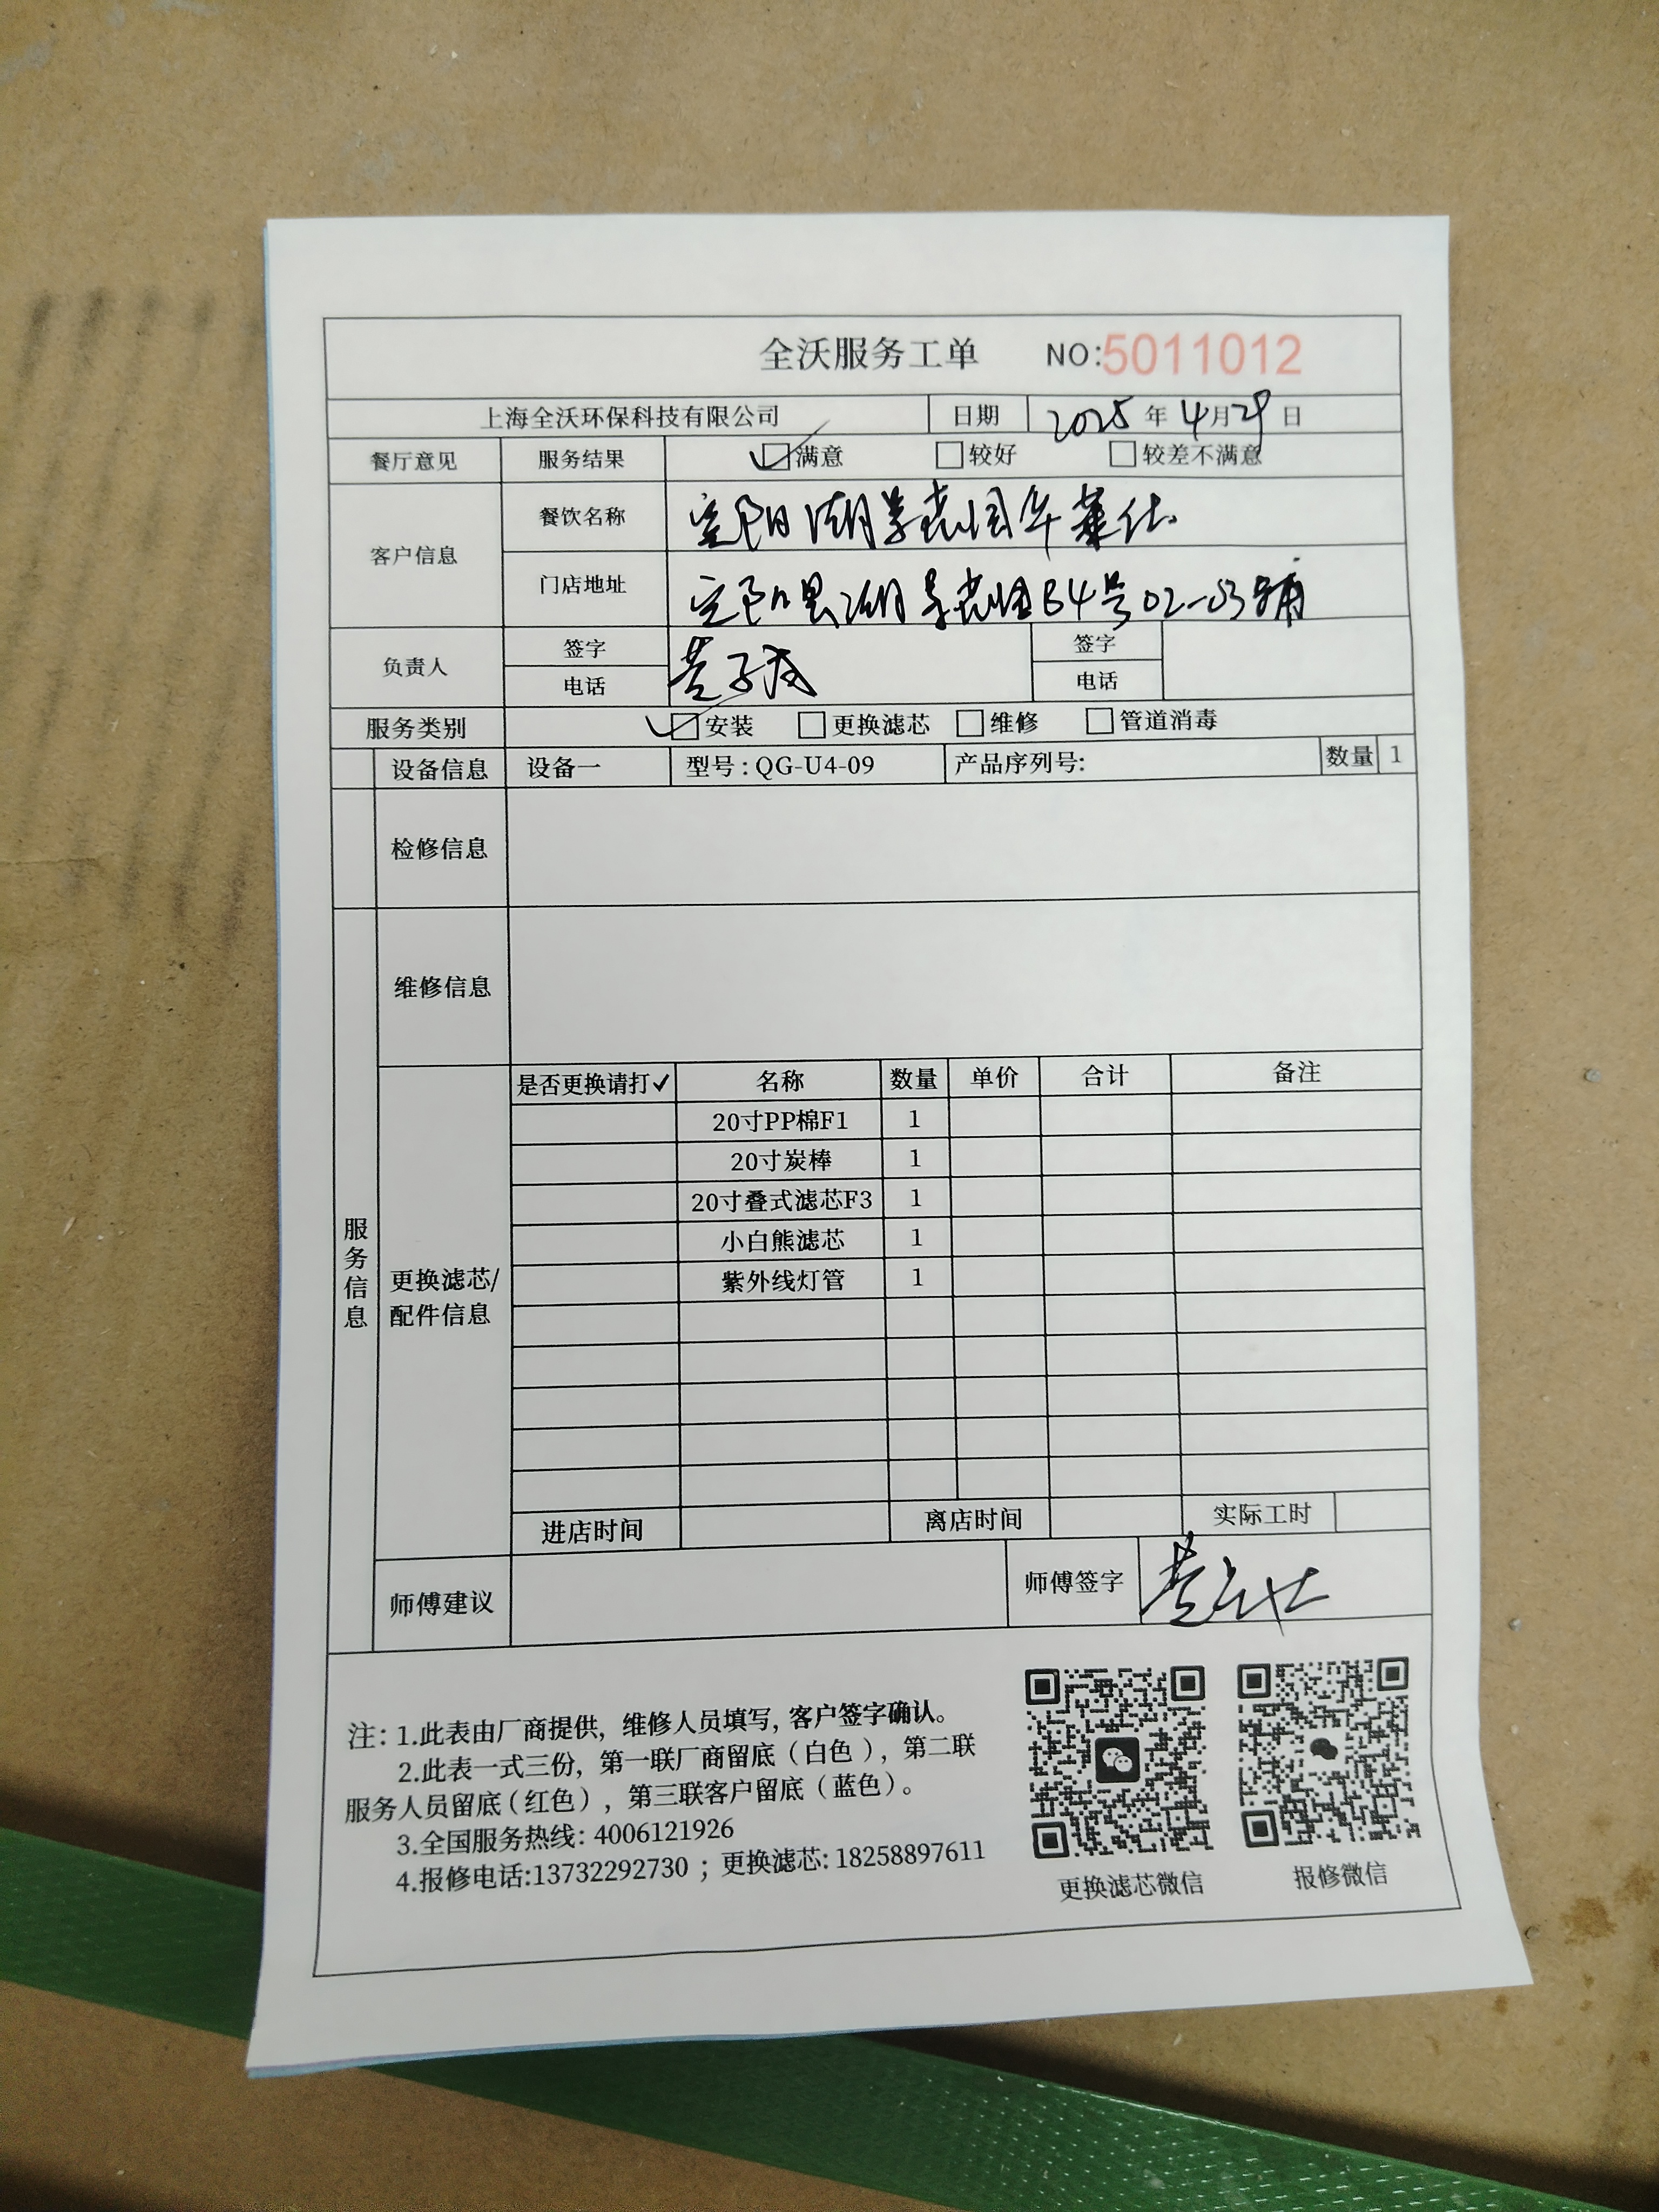 全沃服务工单 NO:5011012
上海全沃环保科技有限公司 日期 2025年4月29日
餐厅意见 服务结果 满意 较好 较差不满意
客户信息 餐饮名称
门店地址 B4号02-03铺
负责人 签字 签字
电话 电话
服务类别 安装 更换滤芯 维修 管道消毒
设备信息 设备一 型号:QG-U4-09 产品序列号: 数量 1
检修信息
维修信息
服务信息
更换滤芯/
配件信息
是否更换请打✓ 名称 数量 单价 合计 备注
20寸PP棉F1 1
20寸炭棒 1
20寸叠式滤芯F3 1
小白熊滤芯 1
紫外线灯管 1
进店时间 离店时间 实际工时
师傅建议 师傅签字
注: 1.此表由厂商提供, 维修人员填写, 客户签字确认。
2.此表一式三份, 第一联厂商留底(白色), 第二联
服务人员留底(红色), 第三联客户留底(蓝色)。
3.全国服务热线: 4006121926
4.报修电话:13732292730 ; 更换滤芯: 18258897611
更换滤芯微信 报修微信